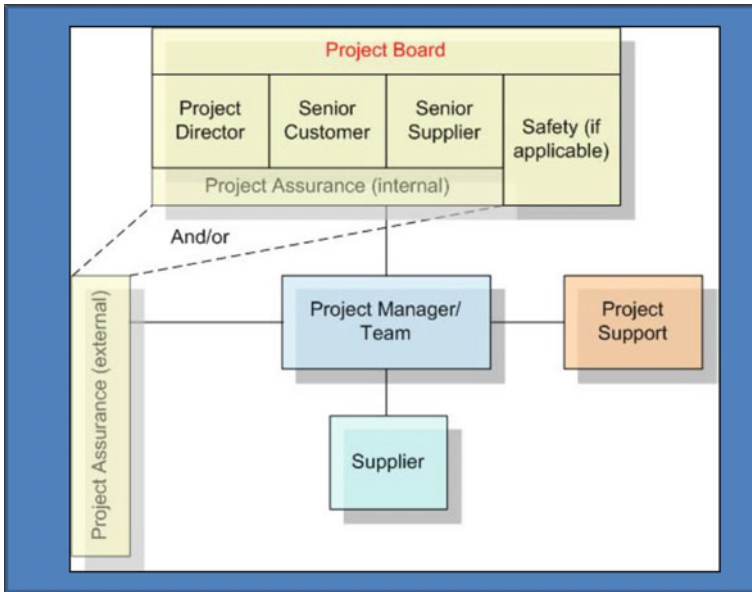 Project Board
Project
Director
Senior
Customer
Senior
Supplier
Safety (if
applicable)
Project Assurance (internal)
And/or
Project Assurance (external)
Project Manager/
Team
Project
Support
Supplier